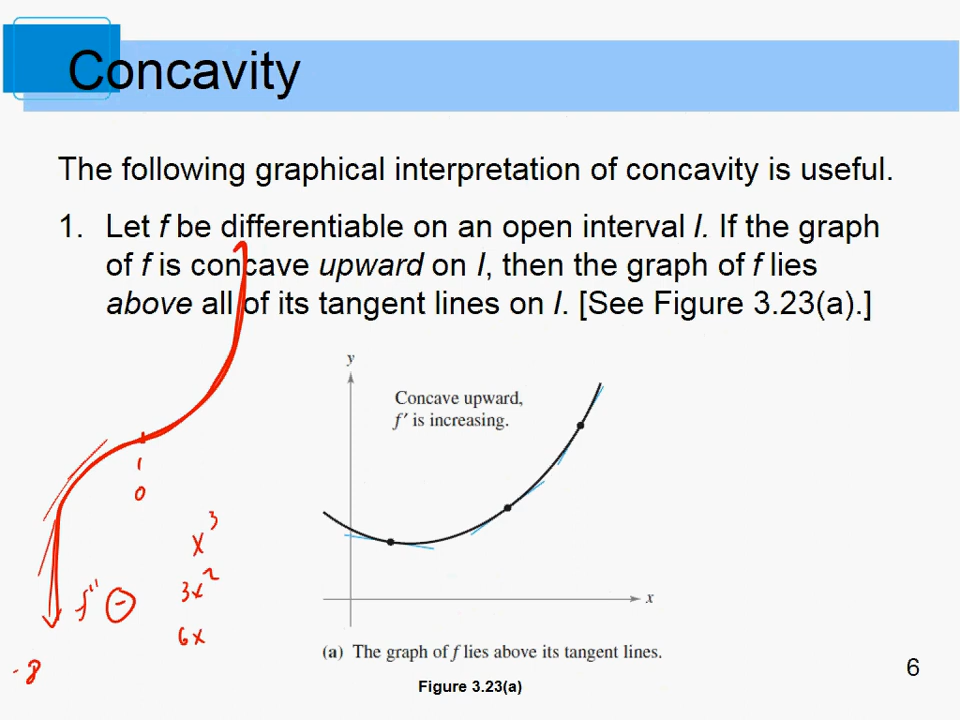 Concavity
The following graphical interpretation of concavity is useful.
1. Let f be differentiable on an open interval I. If the graph
of f is concave upward on I, then the graph of f lies
above all of its tangent lines on I. [See Figure 3.23(a).]
y
Concave upward,
f′ is increasing.
x
(a) The graph of f lies above its tangent lines.
Figure 3.23(a)
6
0
x³
3x²
6x
f″ −